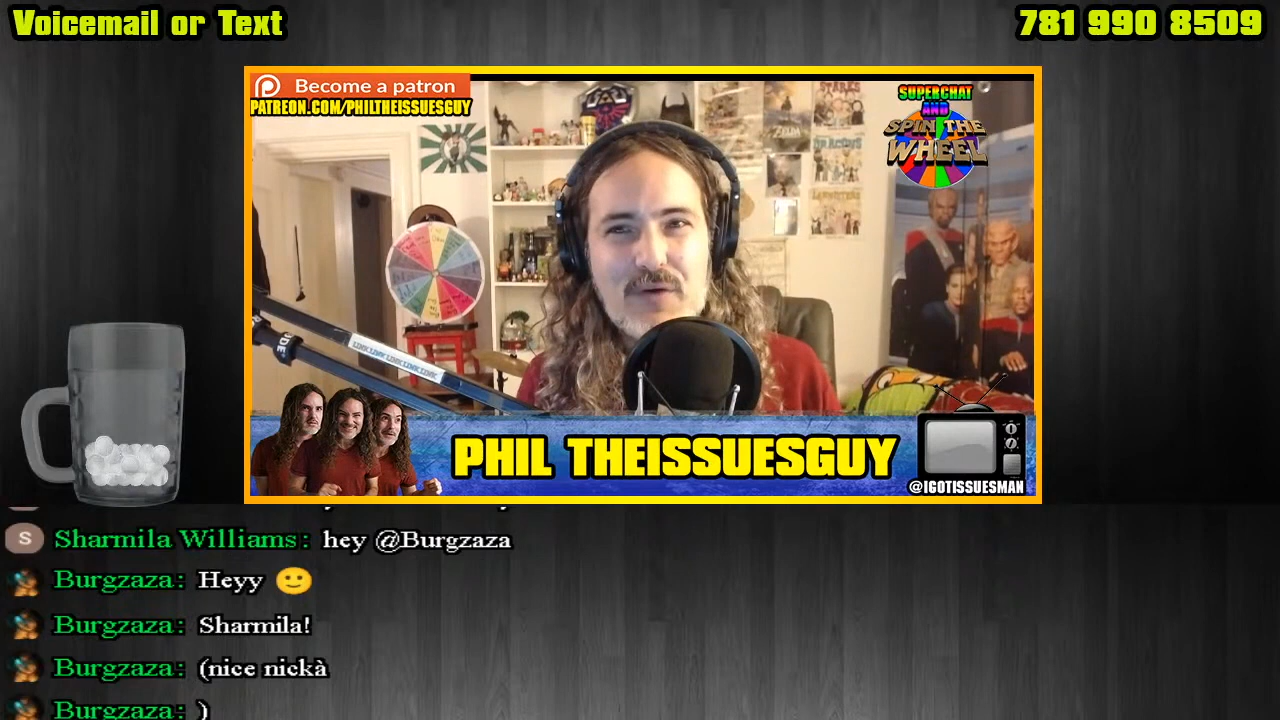 Voicemail or Text
781 990 8509
Become a patron
PATREON.COM/PHILTHEISSUESGUY
SUPERCHAT
AND
SPIN THE
WHEEL
PHIL THEISSUESGUY
@IGOTISSUESMAN
S
Sharmila Williams: hey @Burgzaza
Burgzaza: Heyy 🙂
Burgzaza: Sharmila!
Burgzaza: (nice nickà
Burgzaza: )